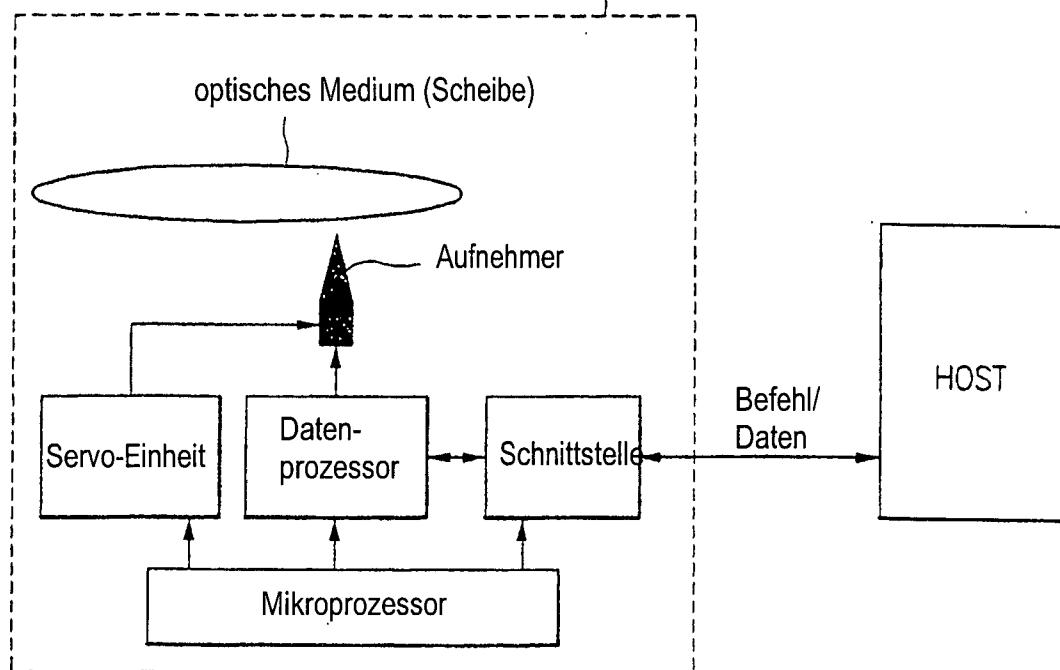 optisches Medium (Scheibe)
Aufnehmer
Servo-Einheit
Daten-
prozessor
Schnittstelle
Befehl/
Daten
HOST
Mikroprozessor